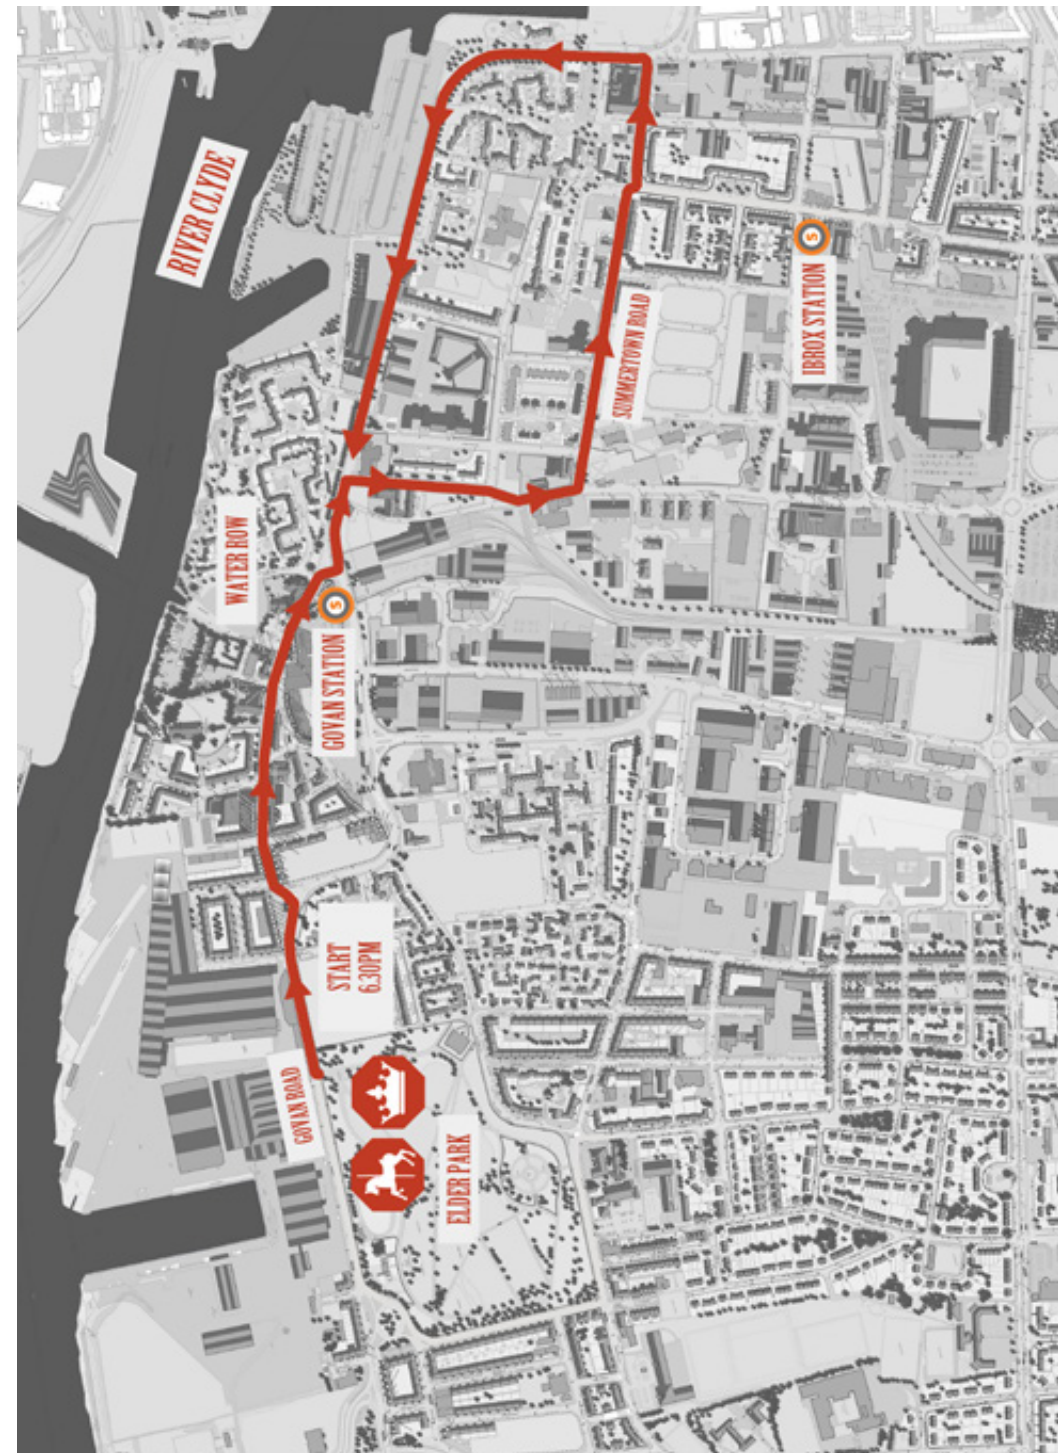 RIVER CLYDE
WATER ROW
GOVAN STATION
S
START
6.30PM
GOVAN ROAD
ELDER PARK
SUMMERTOWN ROAD
IBROX STATION
S